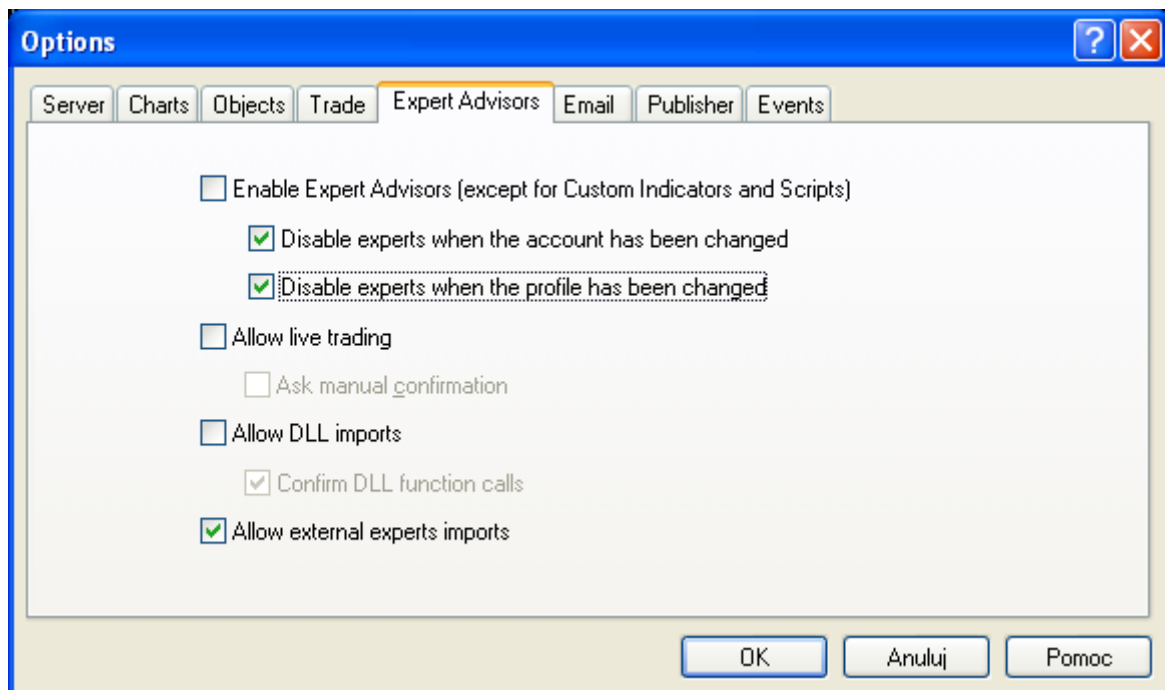 Options
Server Charts Objects Trade Expert Advisors Email Publisher Events
Enable Expert Advisors (except for Custom Indicators and Scripts)
Disable experts when the account has been changed
Disable experts when the profile has been changed
Allow live trading
Ask manual confirmation
Allow DLL imports
Confirm DLL function calls
Allow external experts imports
OK Anuluj Pomoc